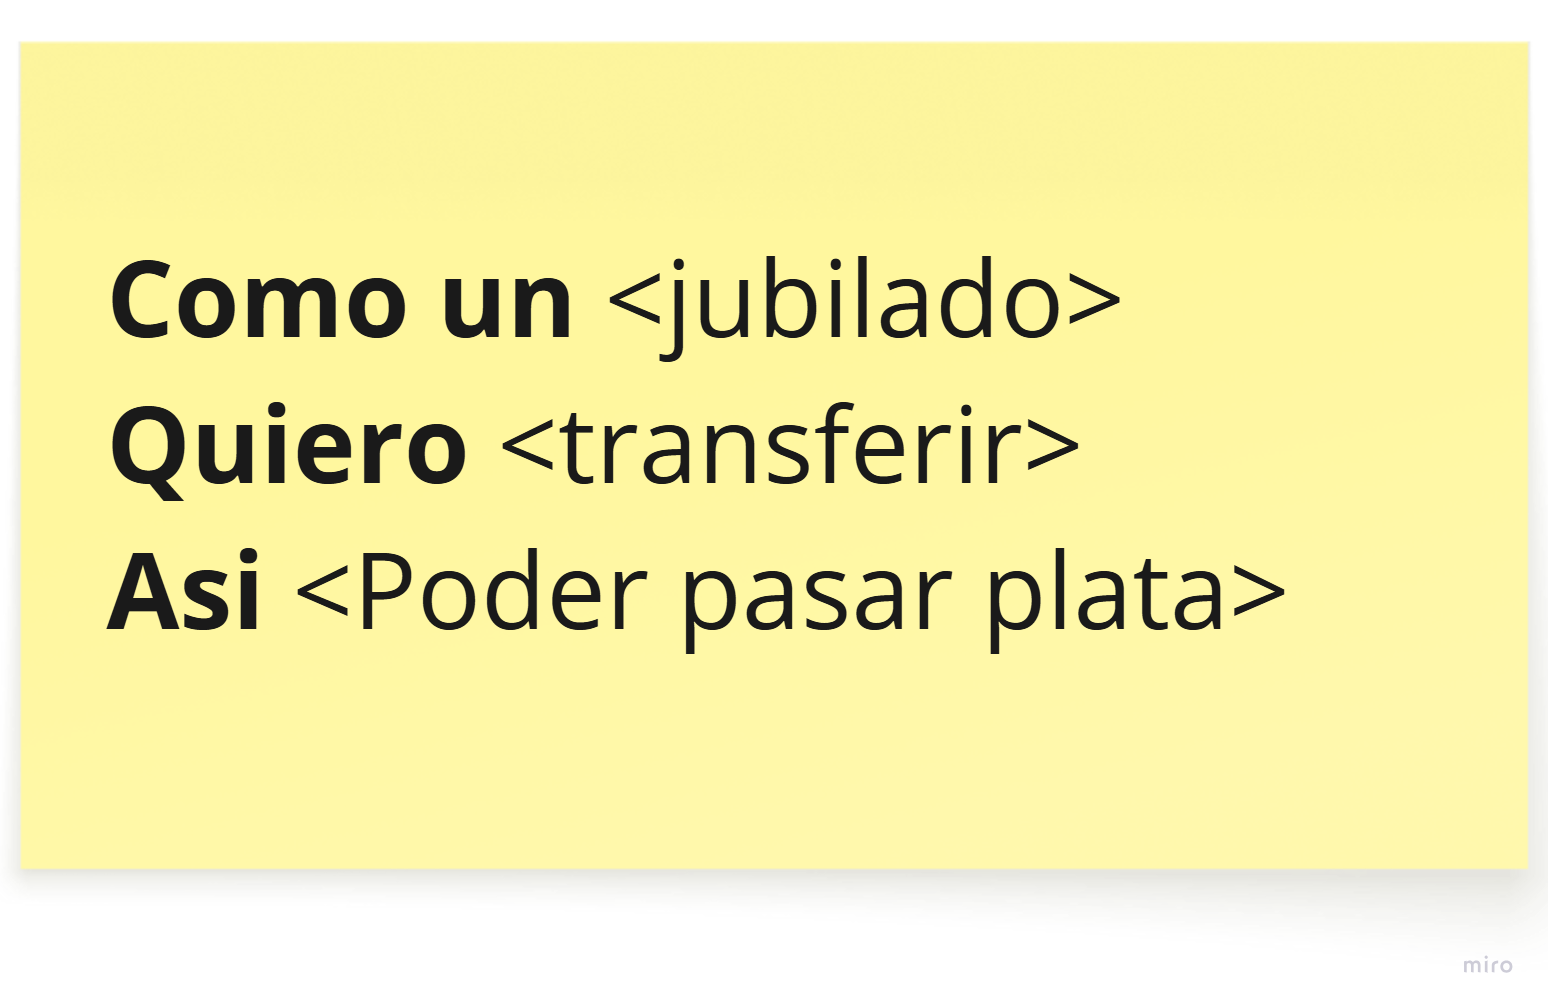 Como un <jubilado>
Quiero <transferir>
Asi <Poder pasar plata>
miro